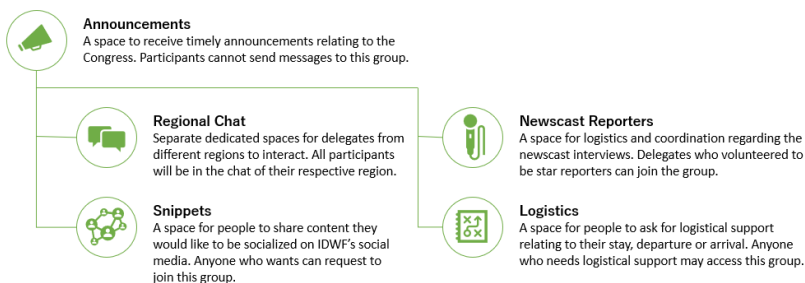 Announcements
A space to receive timely announcements relating to the
Congress. Participants cannot send messages to this group.
Regional Chat
Separate dedicated spaces for delegates from
different regions to interact. All participants
will be in the chat of their respective region.
Newscast Reporters
A space for logistics and coordination regarding the
newscast interviews. Delegates who volunteered to
be star reporters can join the group.
Snippets
A space for people to share content they
would like to be socialized on IDWF's social
media. Anyone who wants can request to
join this group.
Logistics
A space for people to ask for logistical support
relating to their stay, departure or arrival. Anyone
who needs logistical support may access this group.